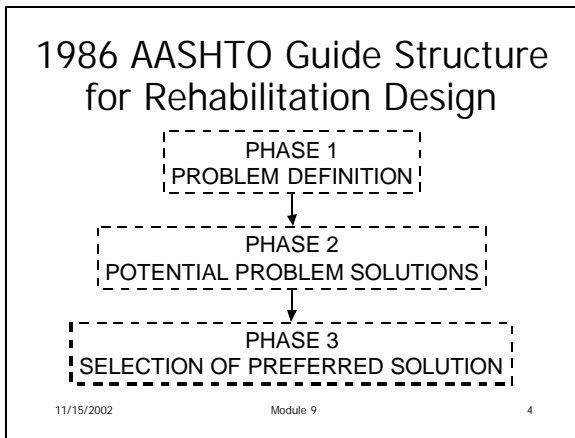 1986 AASHTO Guide Structure
for Rehabilitation Design
PHASE 1
PROBLEM DEFINITION
PHASE 2
POTENTIAL PROBLEM SOLUTIONS
PHASE 3
SELECTION OF PREFERRED SOLUTION
11/15/2002 Module 9 4